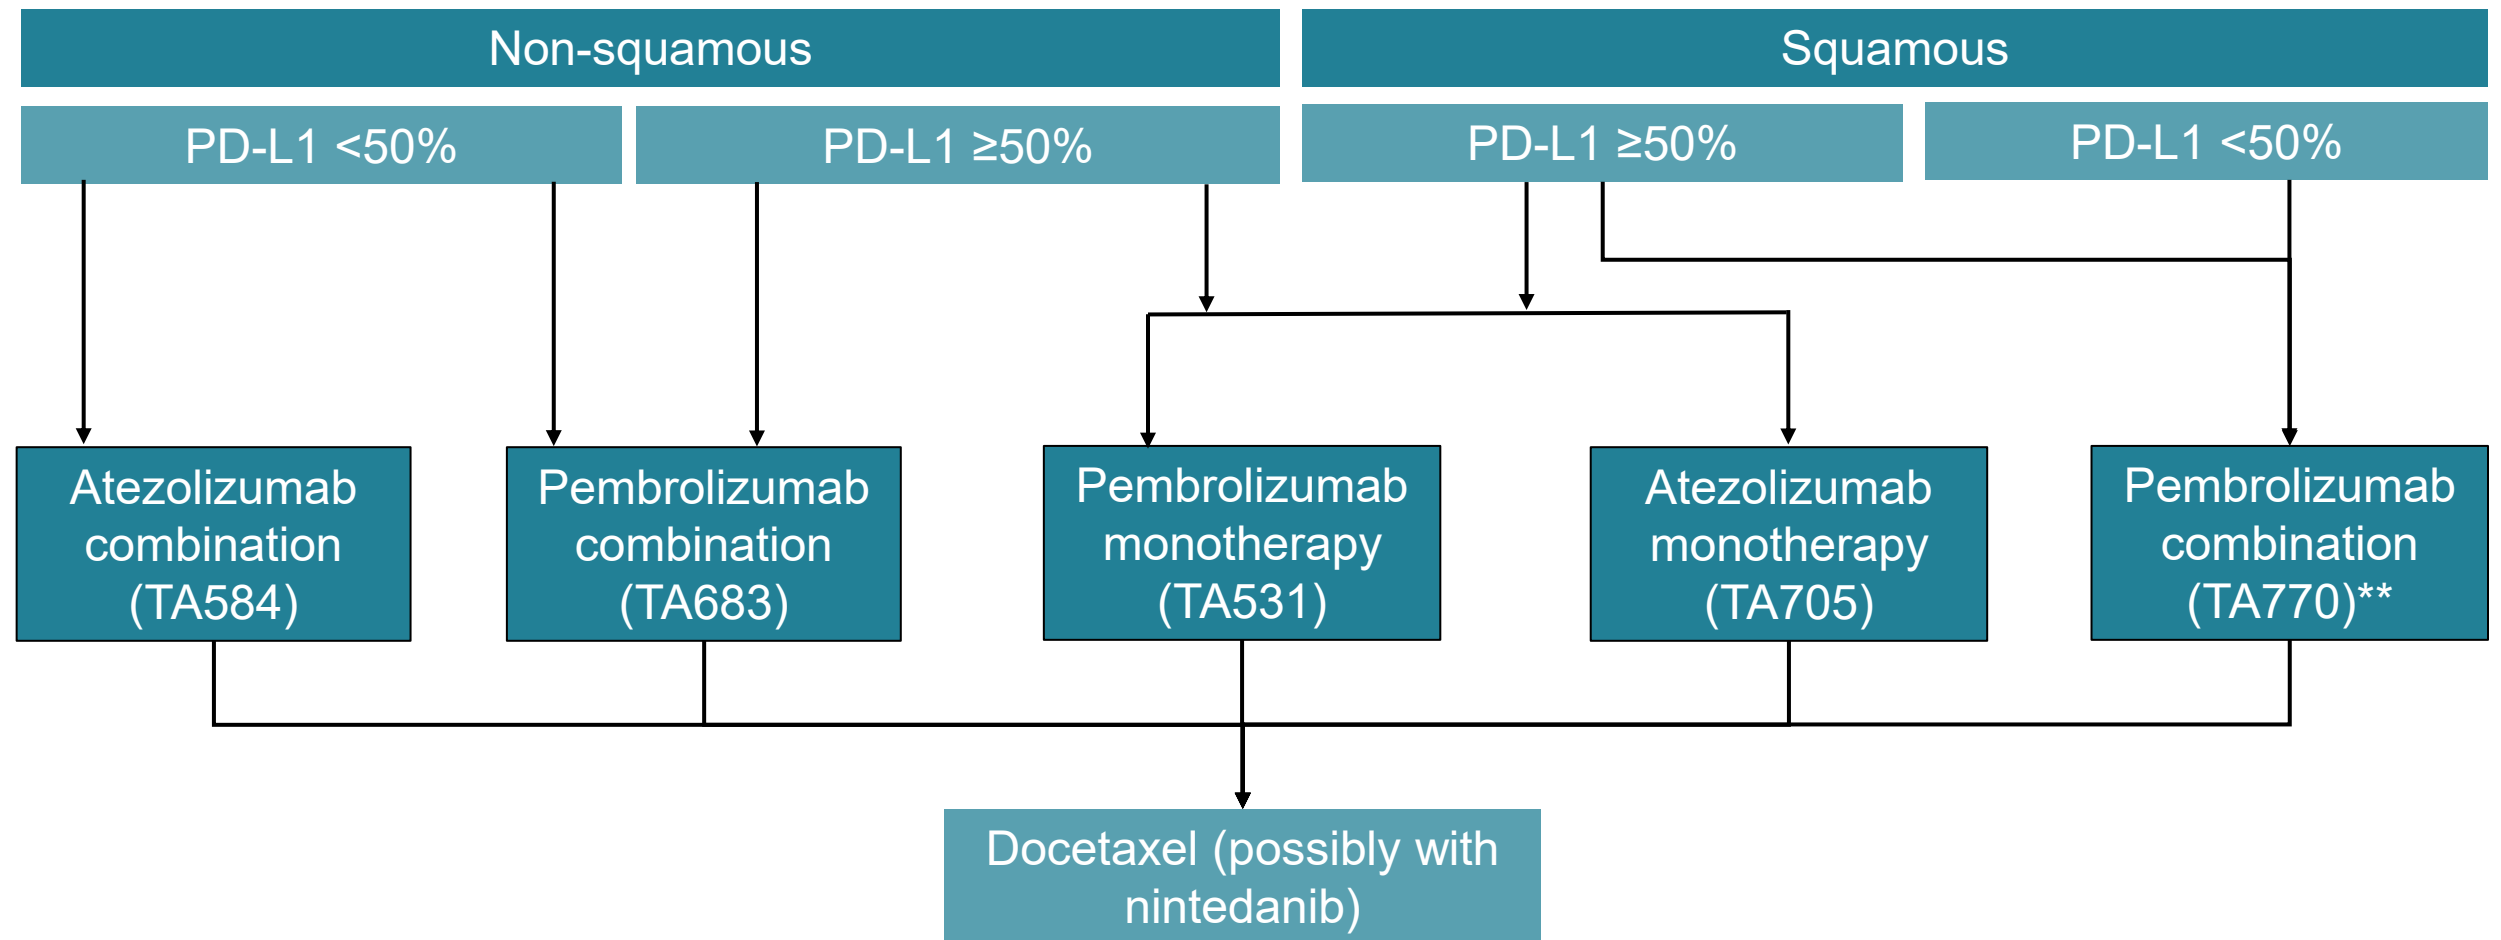 Non-squamous
Squamous
PD-L1 <50%
PD-L1 ≥50%
PD-L1 ≥50%
PD-L1 <50%
Atezolizumab
combination
(TA584)
Pembrolizumab
combination
(TA683)
Pembrolizumab
monotherapy
(TA531)
Atezolizumab
monotherapy
(TA705)
Pembrolizumab
combination
(TA770)**
Docetaxel (possibly with
nintedanib)